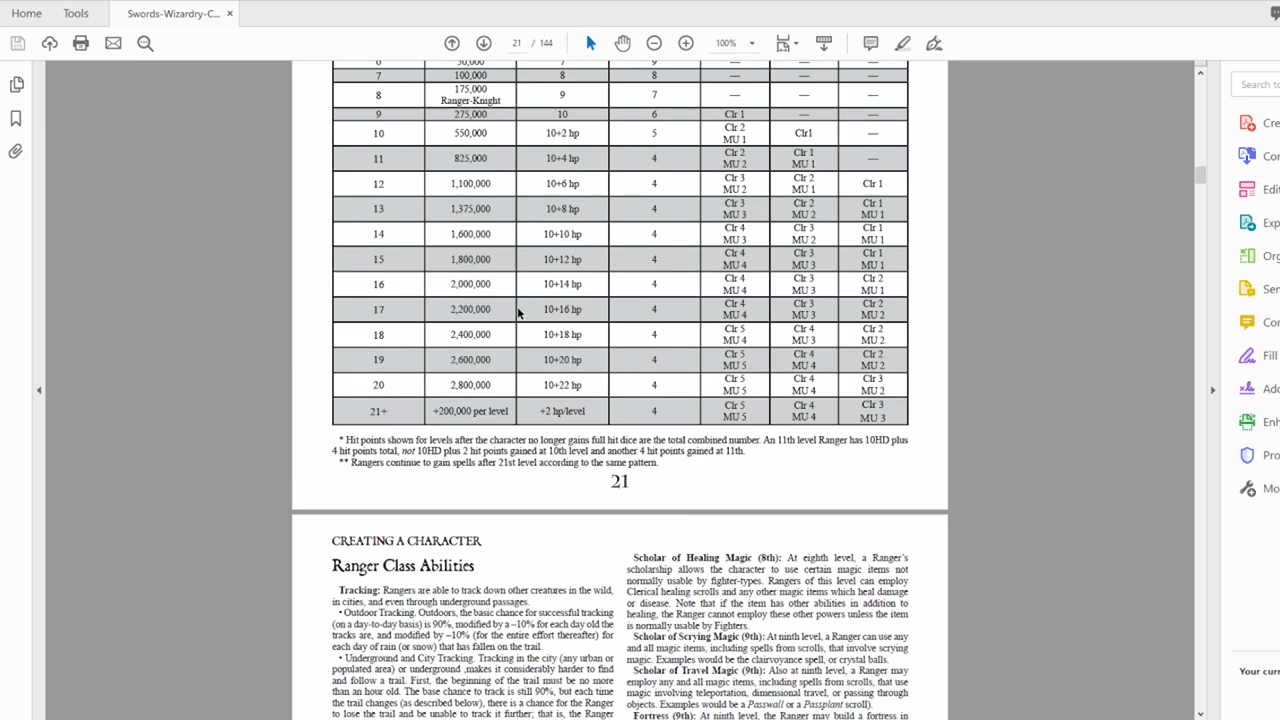 Home Tools Swords-Wizardry-C... ×
21 / 144 100%
6 50,000 7 9 — — —
7 100,000 8 8 — — —
8 175,000 Ranger-Knight 9 7 — — —
9 275,000 10 6 Clr 1 — —
10 550,000 10+2 hp 5 Clr 2 MU 1 Clr1 —
11 825,000 10+4 hp 4 Clr 2 MU 2 Clr 1 MU 1 —
12 1,100,000 10+6 hp 4 Clr 3 MU 2 Clr 2 MU 1 Clr 1
13 1,375,000 10+8 hp 4 Clr 3 MU 3 Clr 2 MU 2 Clr 1 MU 1
14 1,600,000 10+10 hp 4 Clr 4 MU 3 Clr 3 MU 2 Clr 1 MU 1
15 1,800,000 10+12 hp 4 Clr 4 MU 4 Clr 3 MU 3 Clr 1 MU 1
16 2,000,000 10+14 hp 4 Clr 4 MU 4 Clr 3 MU 3 Clr 2 MU 1
17 2,200,000 10+16 hp 4 Clr 4 MU 4 Clr 3 MU 3 Clr 2 MU 2
18 2,400,000 10+18 hp 4 Clr 5 MU 4 Clr 4 MU 3 Clr 2 MU 2
19 2,600,000 10+20 hp 4 Clr 5 MU 5 Clr 4 MU 4 Clr 2 MU 2
20 2,800,000 10+22 hp 4 Clr 5 MU 5 Clr 4 MU 4 Clr 3 MU 2
21+ +200,000 per level +2 hp/level 4 Clr 5 MU 5 Clr 4 MU 4 Clr 3 MU 3
* Hit points shown for levels after the character no longer gains full hit dice are the total combined number. An 11th level Ranger has 10HD plus
4 hit points total, not 10HD plus 2 hit points gained at 10th level and another 4 hit points gained at 11th.
** Rangers continue to gain spells after 21st level according to the same pattern.
21
CREATING A CHARACTER
Ranger Class Abilities
Tracking: Rangers are able to track down other creatures in the wild,
in cities, and even through underground passages.
• Outdoor Tracking. Outdoors, the basic chance for successful tracking
(on a day-to-day basis) is 90%, modified by a –10% for each day old the
tracks are, and modified by –10% (for the entire effort thereafter) for
each day of rain (or snow) that has fallen on the trail.
• Underground and City Tracking. Tracking in the city (any urban or
populated area) or underground ,makes it considerably harder to find
and follow a trail. First, the beginning of the trail must be no more
than an hour old. The base chance to track is still 90%, but each time
the trail changes (as described below), there is a chance for the Ranger
to lose the trail and be unable to track it further; that is, the Ranger
Scholar of Healing Magic (8th): At eighth level, a Ranger's
scholarship allows the character to use certain magic items not
normally usable by fighter-types. Rangers of this level can employ
Clerical healing scrolls and any other magic items which heal damage
or disease. Note that if the item has other abilities in addition to
healing, the Ranger cannot employ these other powers unless the item
is normally usable by Fighters.
Scholar of Scrying Magic (9th): At ninth level, a Ranger can use any
and all magic items, including spells from scrolls, that involve scrying
magic. Examples would be the clairvoyance spell, or crystal balls.
Scholar of Travel Magic (9th): Also at ninth level, a Ranger may
employ any and all magic items, including spells from scrolls, that use
magic involving teleportation, dimensional travel, or passing through
objects. Examples would be a Passwall or a Passplant scroll).
Fortress (9th): At ninth level, the Ranger may build a fortress in
Search to
Cre
Cor
Edit
Exp
Org
Sen
Cor
Fill
Ado
Enh
Pro
Mo
Your curr